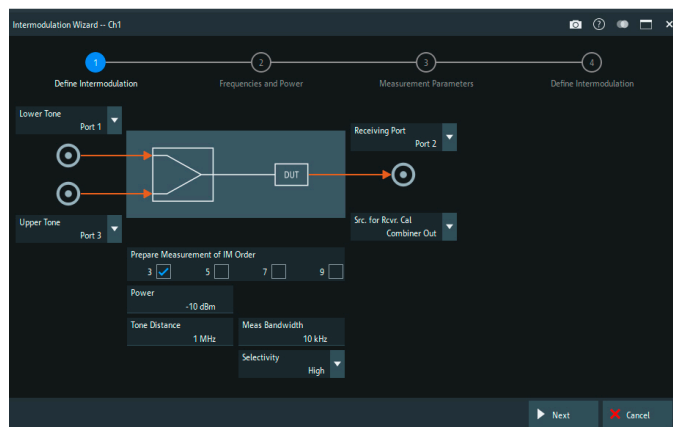 Intermodulation Wizard -- Ch1
1
2
3
4
Define Intermodulation
Frequencies and Power
Measurement Parameters
Define Intermodulation
Lower Tone
Port 1
Receiving Port
Port 2
DUT
Upper Tone
Port 3
Src. for Rcvr. Cal
Combiner Out
Prepare Measurement of IM Order
3 5 7 9
Power
-10 dBm
Tone Distance
1 MHz
Meas Bandwidth
10 kHz
Selectivity
High
Next
Cancel